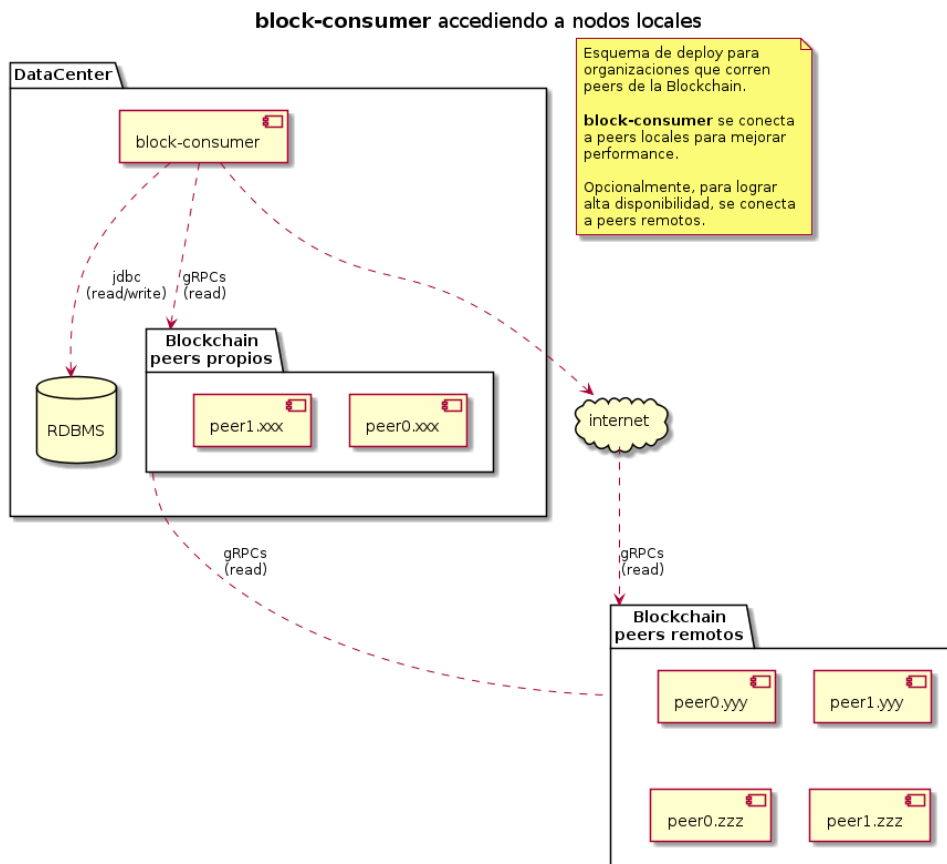 block-consumer accediendo a nodos locales
Esquema de deploy para
organizaciones que corren
peers de la Blockchain.
block-consumer se conecta
a peers locales para mejorar
performance.
Opcionalmente, para lograr
alta disponibilidad, se conecta
a peers remotos.
DataCenter
block-consumer
jdbc
(read/write)
gRPCs
(read)
Blockchain
peers propios
RDBMS
peer1.xxx
peer0.xxx
internet
gRPCs
(read)
gRPCs
(read)
Blockchain
peers remotos
peer0.yyy
peer1.yyy
peer0.zzz
peer1.zzz